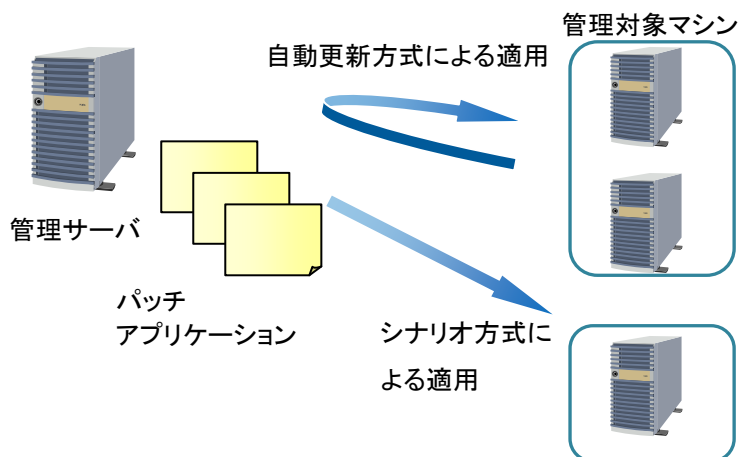 管理対象マシン
自動更新方式による適用
管理サーバ
パッチ
アプリケーション
シナリオ方式に
よる適用